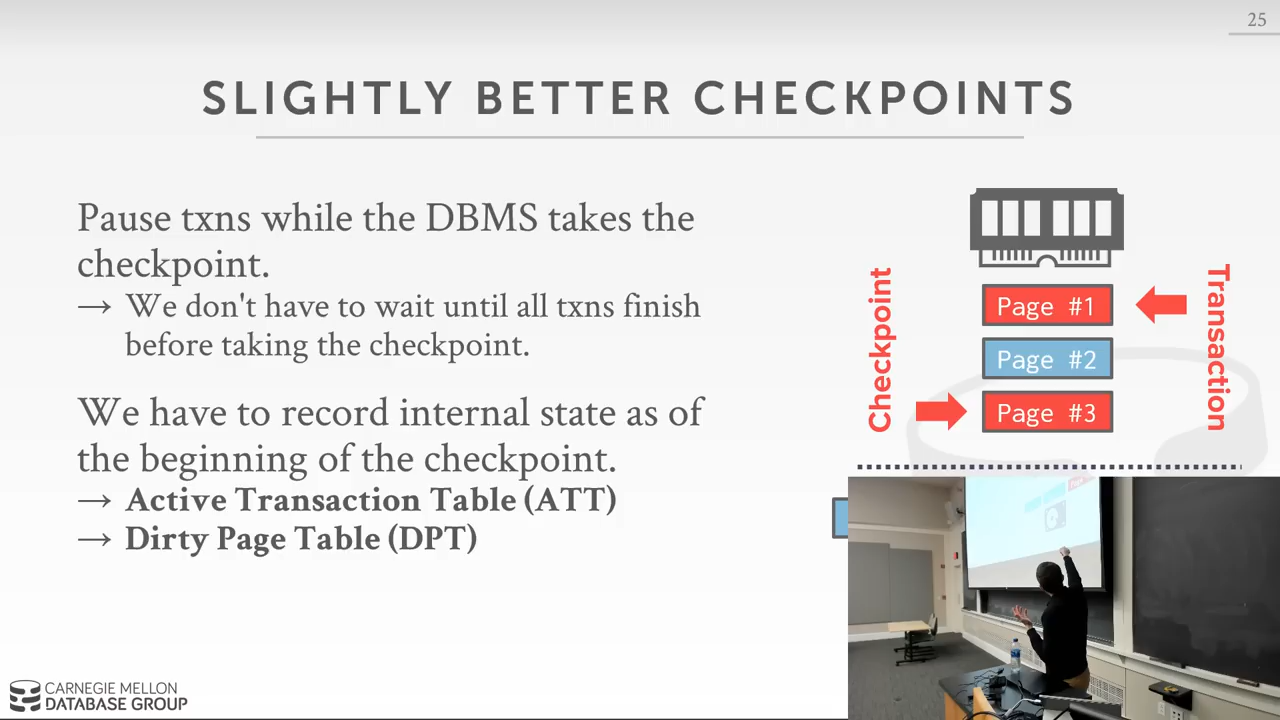 25
SLIGHTLY BETTER CHECKPOINTS
Pause txns while the DBMS takes the
checkpoint.
→ We don't have to wait until all txns finish
before taking the checkpoint.
We have to record internal state as of
the beginning of the checkpoint.
→ Active Transaction Table (ATT)
→ Dirty Page Table (DPT)
Checkpoint
Page #1
Page #2
Page #3
Transaction
CARNEGIE MELLON
DATABASE GROUP